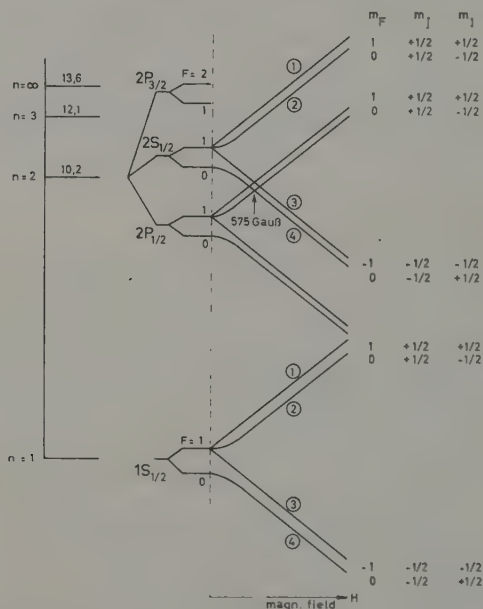 m_F m_J m_I
1 +1/2 +1/2
0 +1/2 -1/2
n=∞ 13,6
2P3/2 F = 2
1
n= 3 12,1
1 +1/2 +1/2
0 +1/2 -1/2
①
②
n= 2 10,2
2S1/2 1
0
575 Gauß
2P1/2 1
0
③
④
-1 -1/2 -1/2
0 -1/2 +1/2
1 +1/2 +1/2
0 +1/2 -1/2
①
②
n= 1
1S1/2 F= 1
0
③
④
-1 -1/2 -1/2
0 -1/2 +1/2
magn. field H